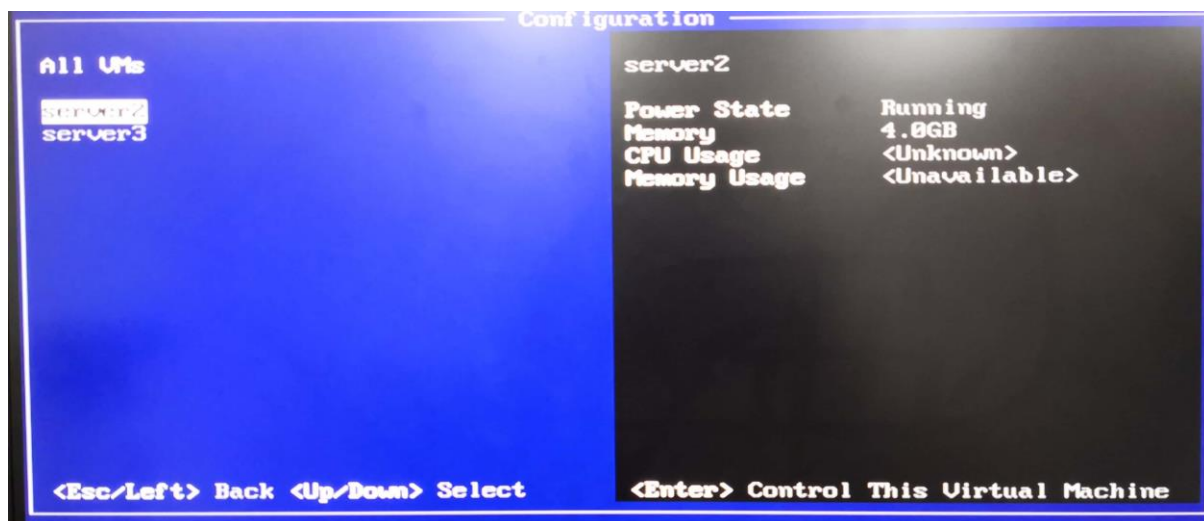 Configuration
All VMs
server2
server3
server2
Power State Running
Memory 4.0GB
CPU Usage <Unknown>
Memory Usage <Unavailable>
<Esc/Left> Back <Up/Down> Select
<Enter> Control This Virtual Machine